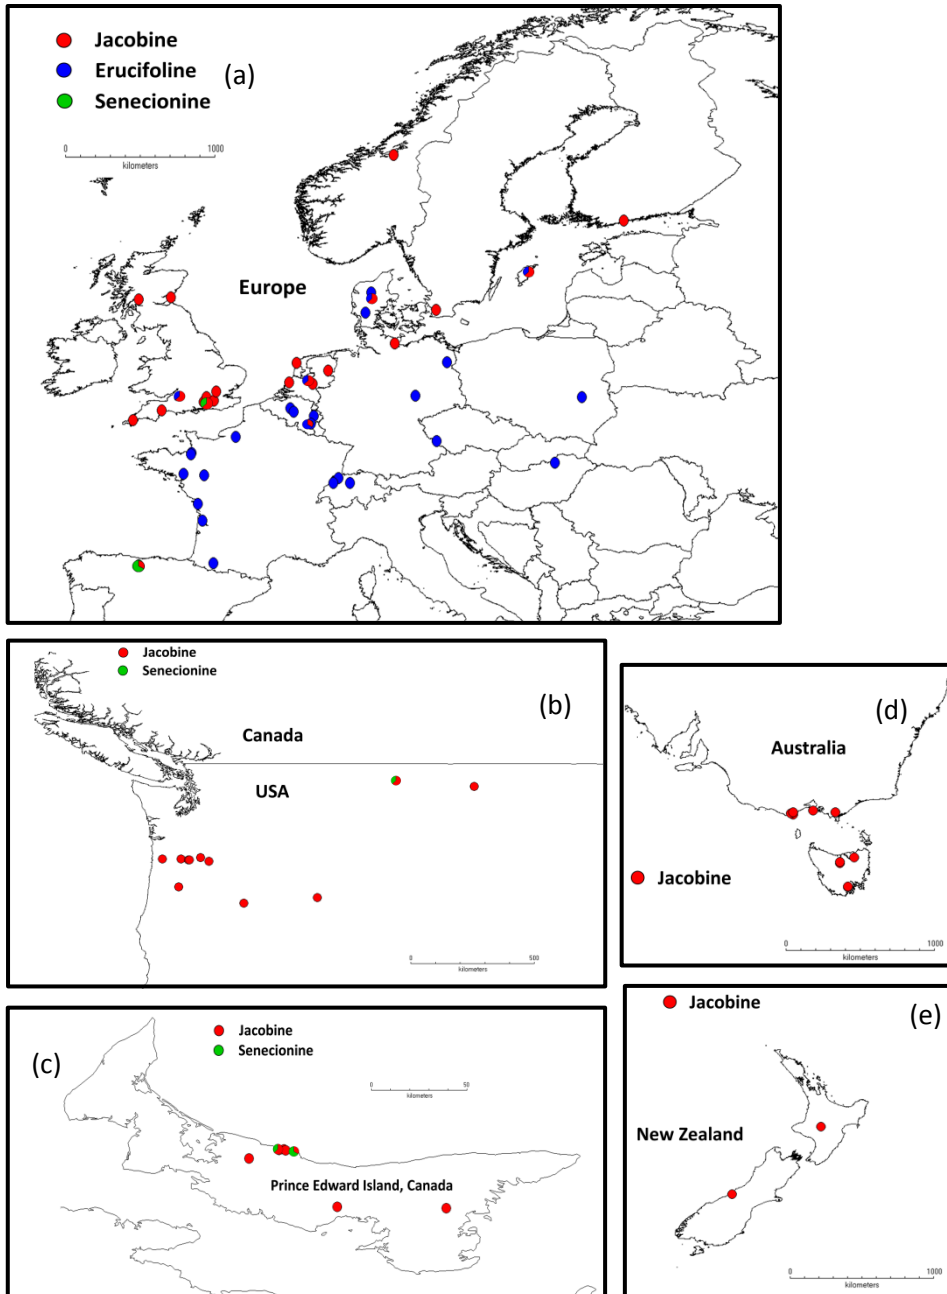 Jacobine
Erucifoline
Senecionine
(a)
0 1000
kilometers
Europe
Jacobine
Senecionine
(b)
Canada
USA
0 500
kilometers
(c)
Jacobine
Senecionine
0 50
kilometers
Prince Edward Island, Canada
(d)
Australia
Jacobine
0 1000
kilometers
Jacobine
(e)
New Zealand
0 1000
kilometers